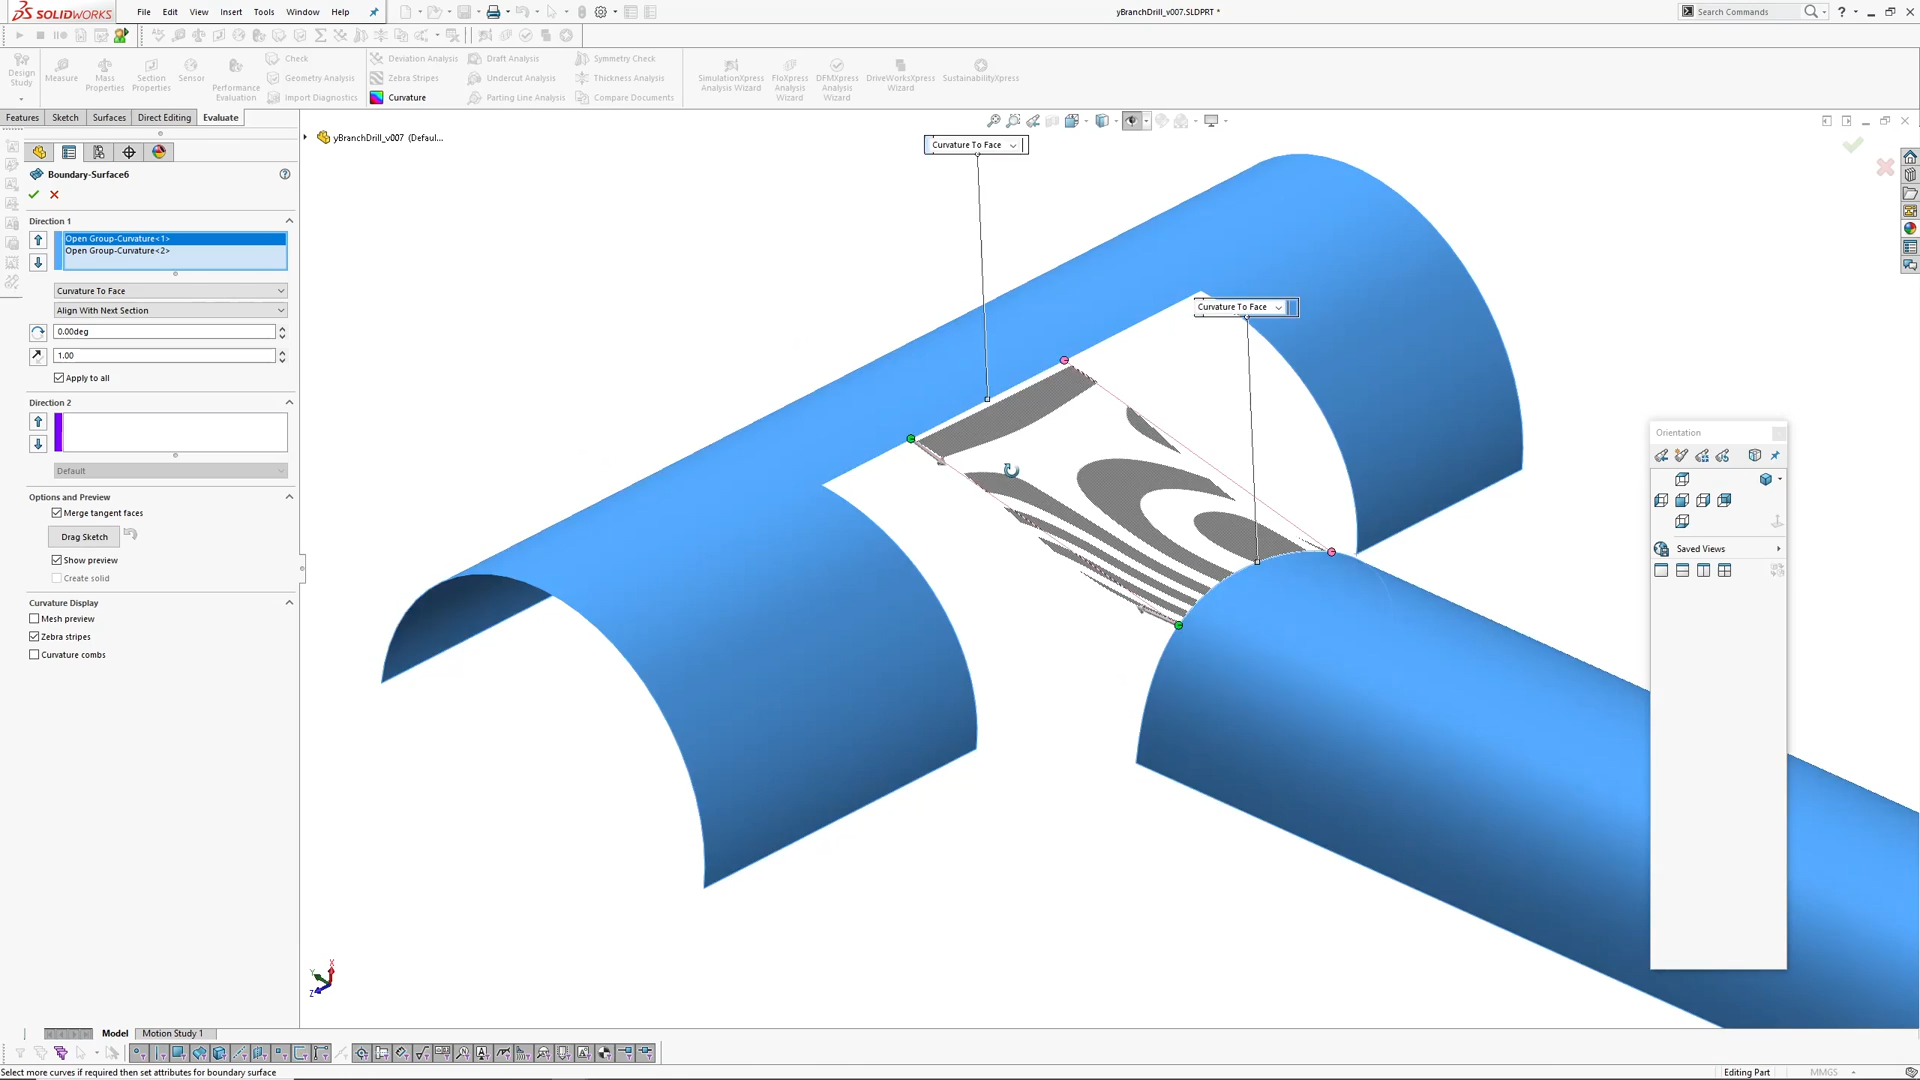 SOLIDWORKS
File Edit View Insert Tools Window Help
yBranchDrill_v007.SLDPRT *
Search Commands
Design Study
Measure
Mass Properties
Section Properties
Sensor
Performance Evaluation
Check
Geometry Analysis
Import Diagnostics
Deviation Analysis
Zebra Stripes
Curvature
Draft Analysis
Undercut Analysis
Parting Line Analysis
Symmetry Check
Thickness Analysis
Compare Documents
SimulationXpress Analysis Wizard
FloXpress Analysis Wizard
DFMXpress Analysis Wizard
DriveWorksXpress Wizard
SustainabilityXpress
Features Sketch Surfaces Direct Editing Evaluate
yBranchDrill_v007 (Defaul...
Boundary-Surface6
Direction 1
Open Group-Curvature<1>
Open Group-Curvature<2>
Curvature To Face
Align With Next Section
0.00deg
1.00
Apply to all
Direction 2
Default
Options and Preview
Merge tangent faces
Drag Sketch
Show preview
Create solid
Curvature Display
Mesh preview
Zebra stripes
Curvature combs
Curvature To Face
Curvature To Face
Orientation
Saved Views
X
Y
Z
Model Motion Study 1
Select more curves if required then set attributes for boundary surface
Editing Part
MMGS